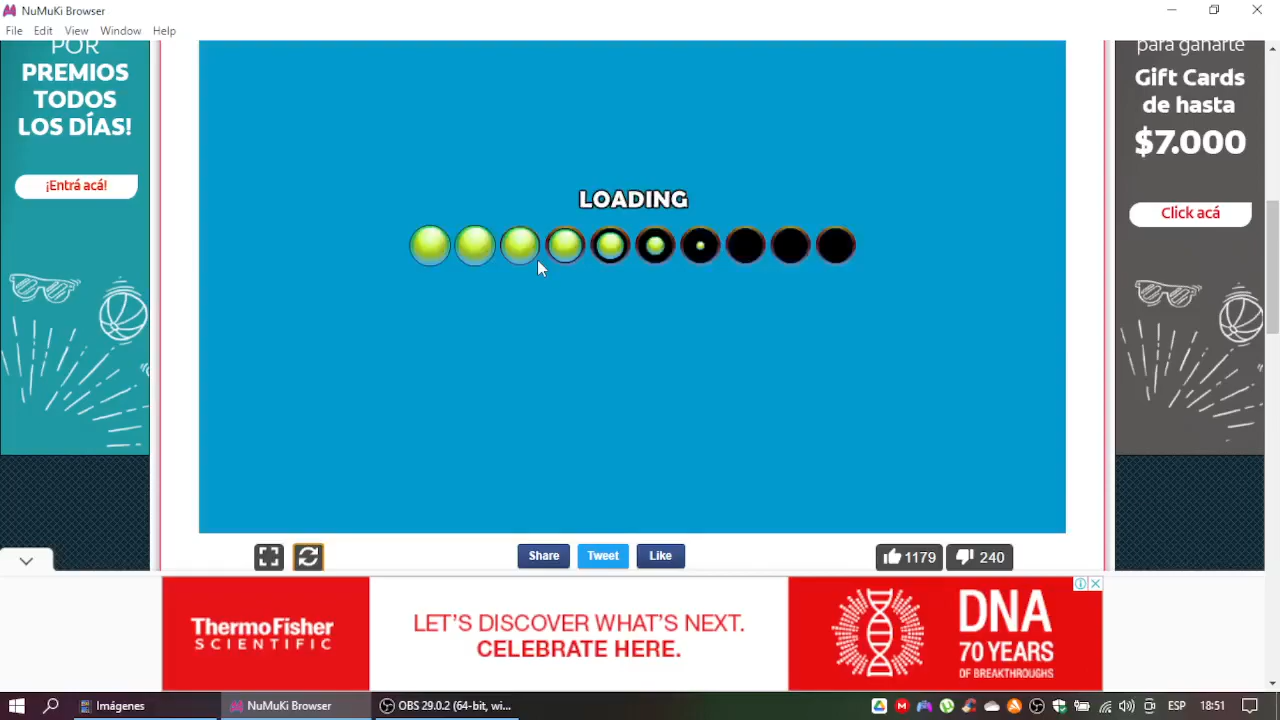 NuMuKi Browser
File Edit View Window Help
POR
PREMIOS
TODOS
LOS DÍAS!
¡Entrá acá!
para ganarte
Gift Cards
de hasta
$7.000
Click acá
LOADING
Share Tweet Like
1179 240
ThermoFisher
SCIENTIFIC
LET'S DISCOVER WHAT'S NEXT.
CELEBRATE HERE.
DNA
70 YEARS
OF BREAKTHROUGHS
Imágenes NuMuKi Browser OBS 29.0.2 (64-bit, wi... ESP 18:51